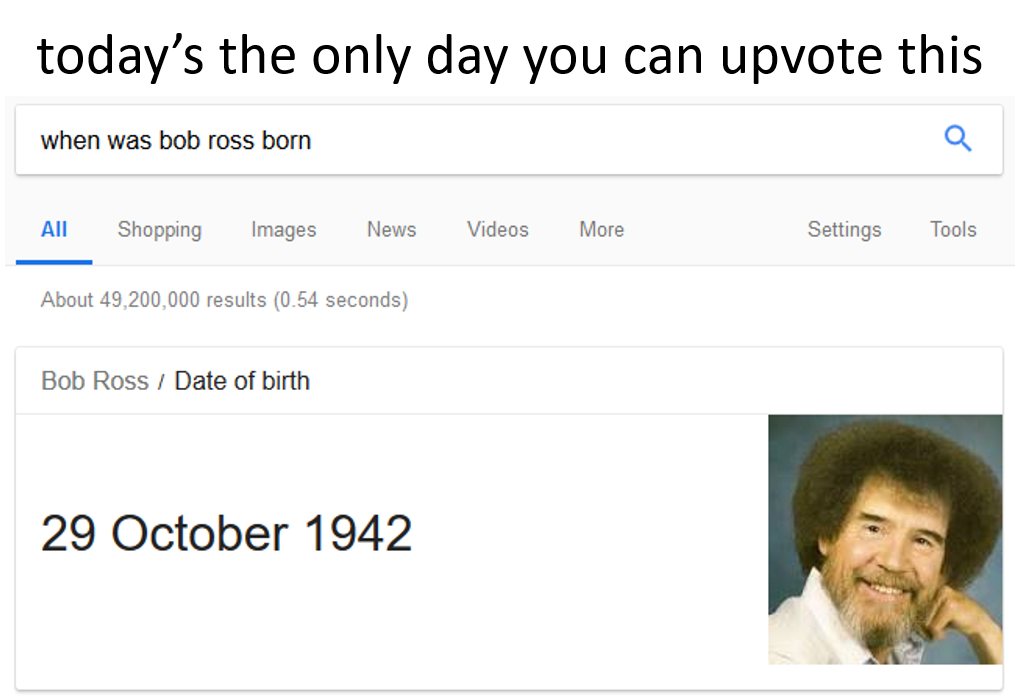 today’s the only day you can upvote this
when was bob ross born
All Shopping Images News Videos More Settings Tools
About 49,200,000 results (0.54 seconds)
Bob Ross / Date of birth
29 October 1942